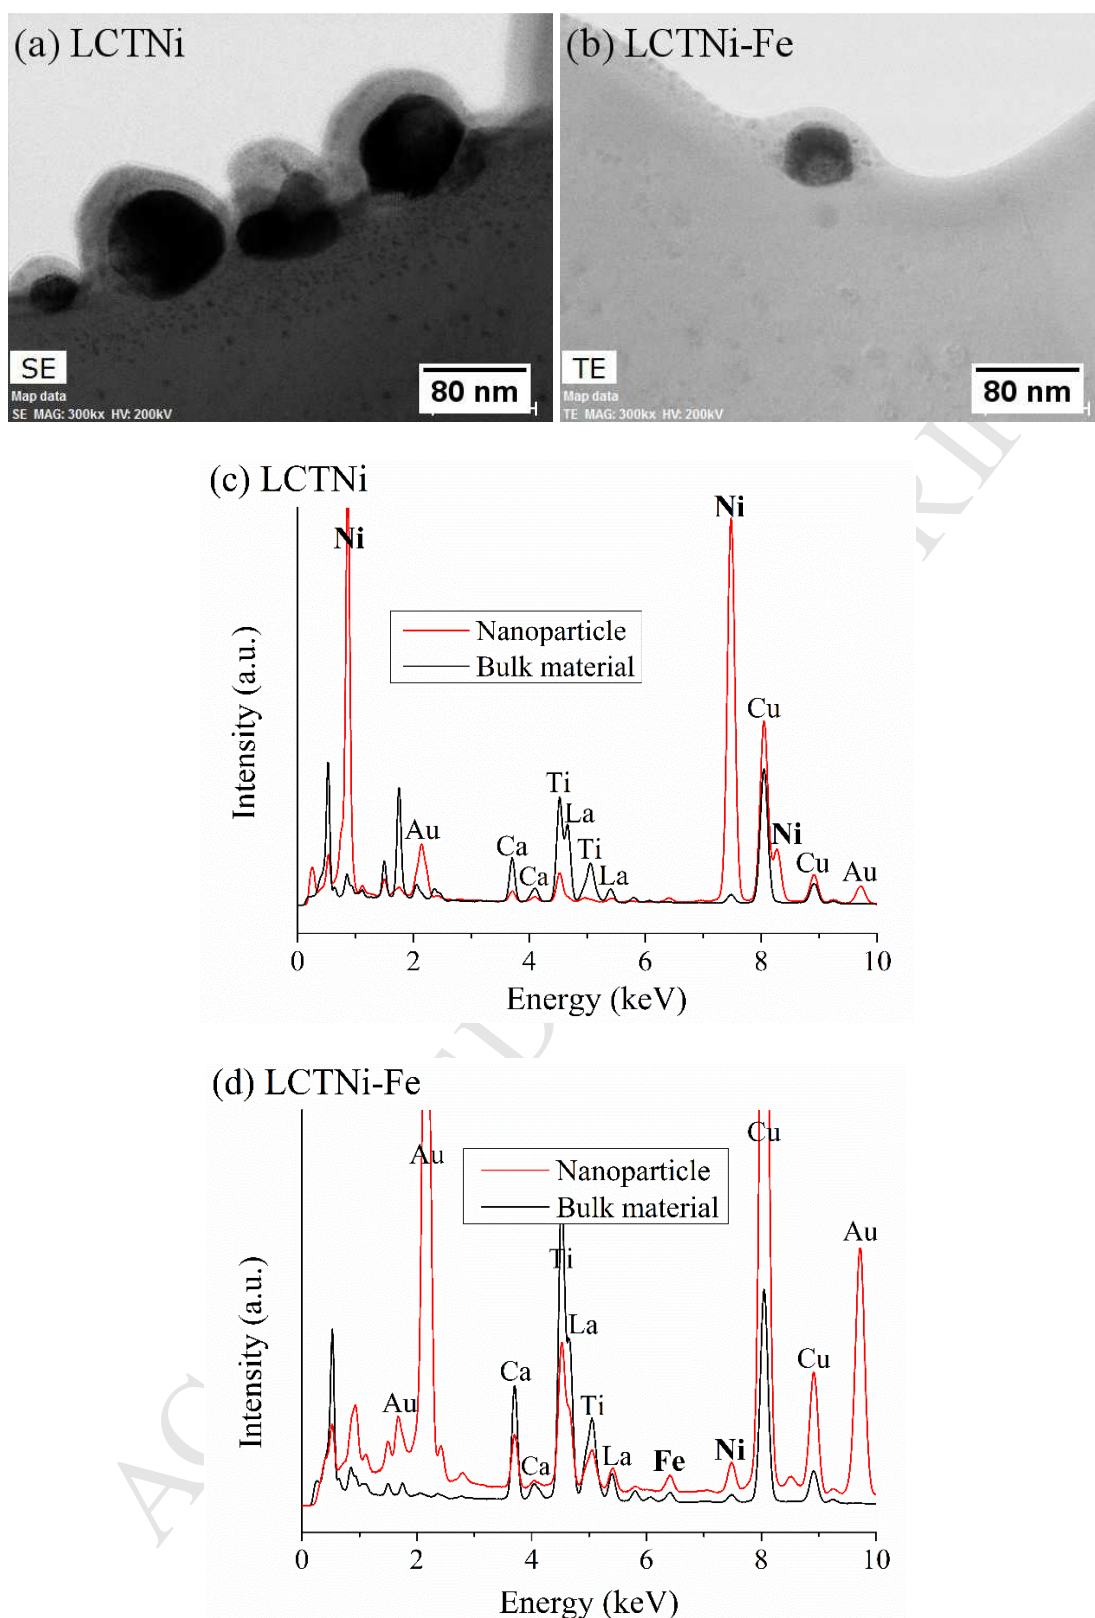 (a) LCTNi
SE
Map data
SE MAG: 300kx HV: 200kV
80 nm
(b) LCTNi-Fe
TE
Map data
TE MAG: 300kx HV: 200kV
80 nm
(c) LCTNi
Ni
Ni
Nanoparticle
Bulk material
Cu
Ti
La
Au
Ca
Ti
Ni
Ca
La
Cu
Au
Intensity (a.u.)
0 2 4 6 8 10
Energy (keV)
(d) LCTNi-Fe
Cu
Au
Nanoparticle
Bulk material
Au
Ti
La
Ca
Cu
Au
Ti
Ca
La
Fe
Ni
Intensity (a.u.)
0 2 4 6 8 10
Energy (keV)